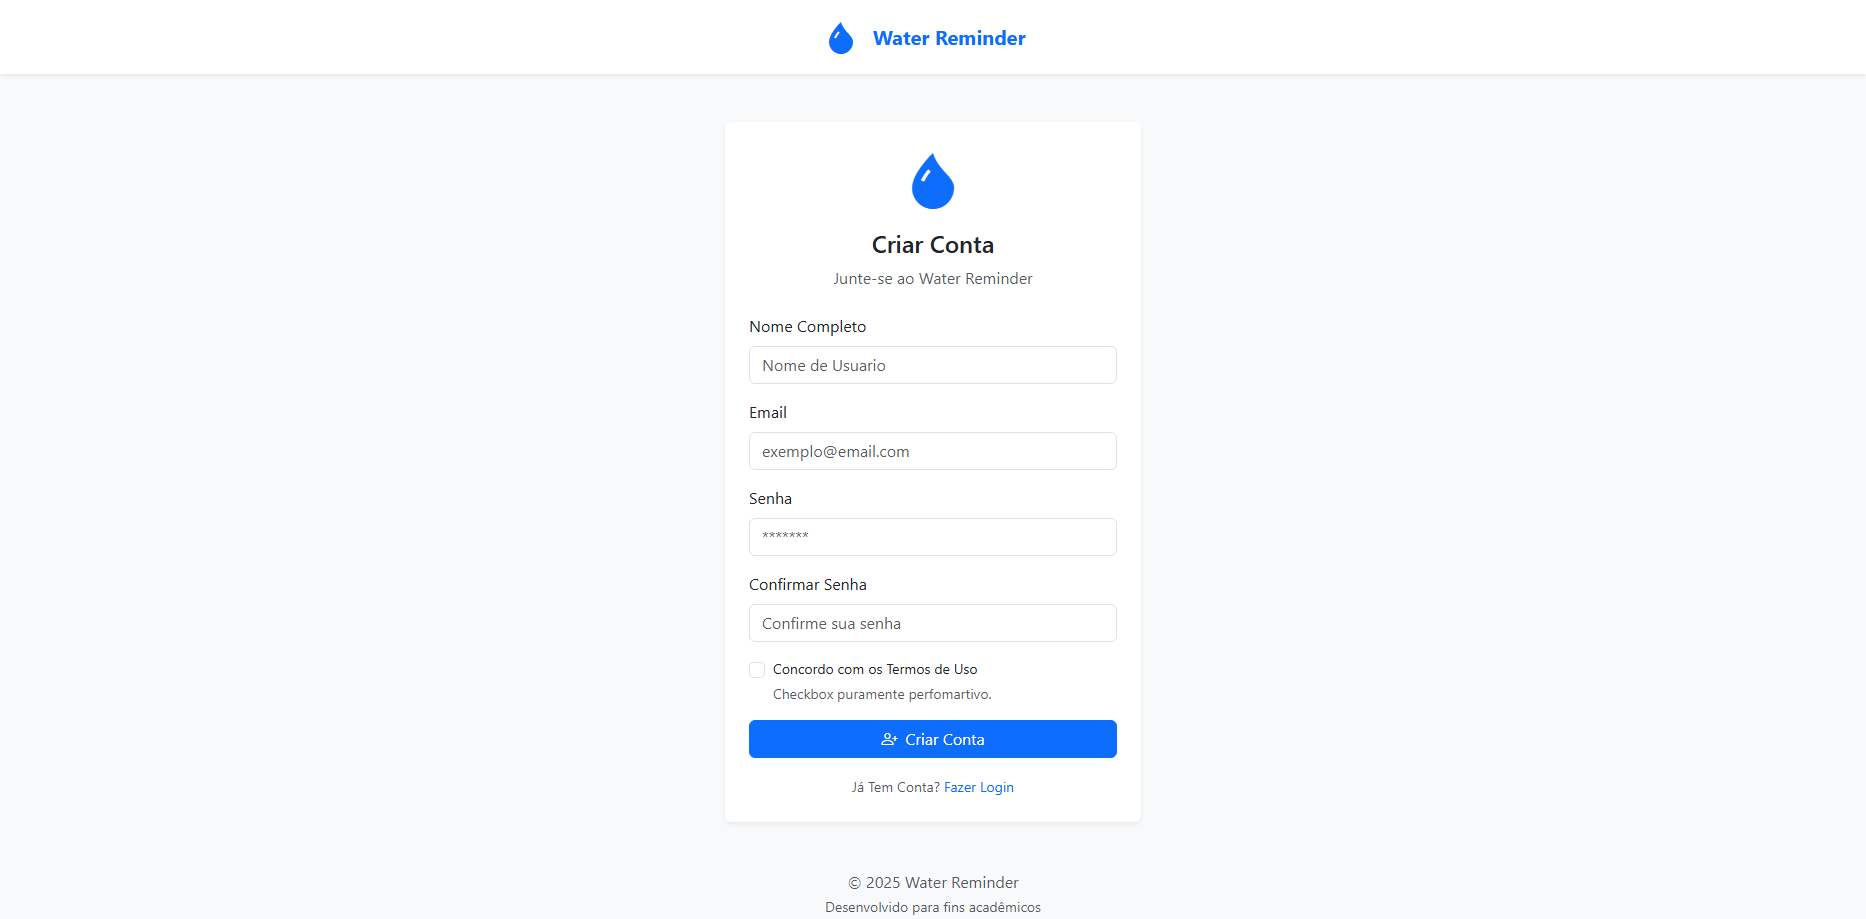 Water Reminder
Criar Conta
Junte-se ao Water Reminder
Nome Completo
Nome de Usuario
Email
exemplo@email.com
Senha
*******
Confirmar Senha
Confirme sua senha
Concordo com os Termos de Uso
Checkbox puramente perfomartivo.
Criar Conta
Já Tem Conta? Fazer Login
© 2025 Water Reminder
Desenvolvido para fins acadêmicos